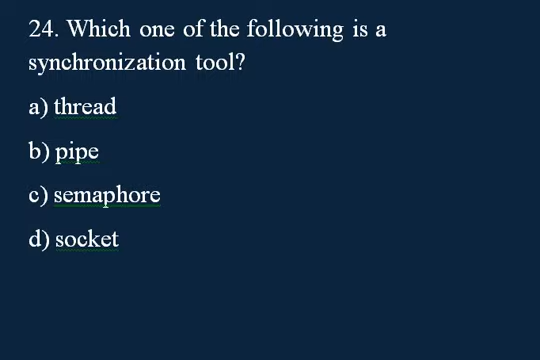 24. Which one of the following is a
synchronization tool?
a) thread
b) pipe
c) semaphore
d) socket